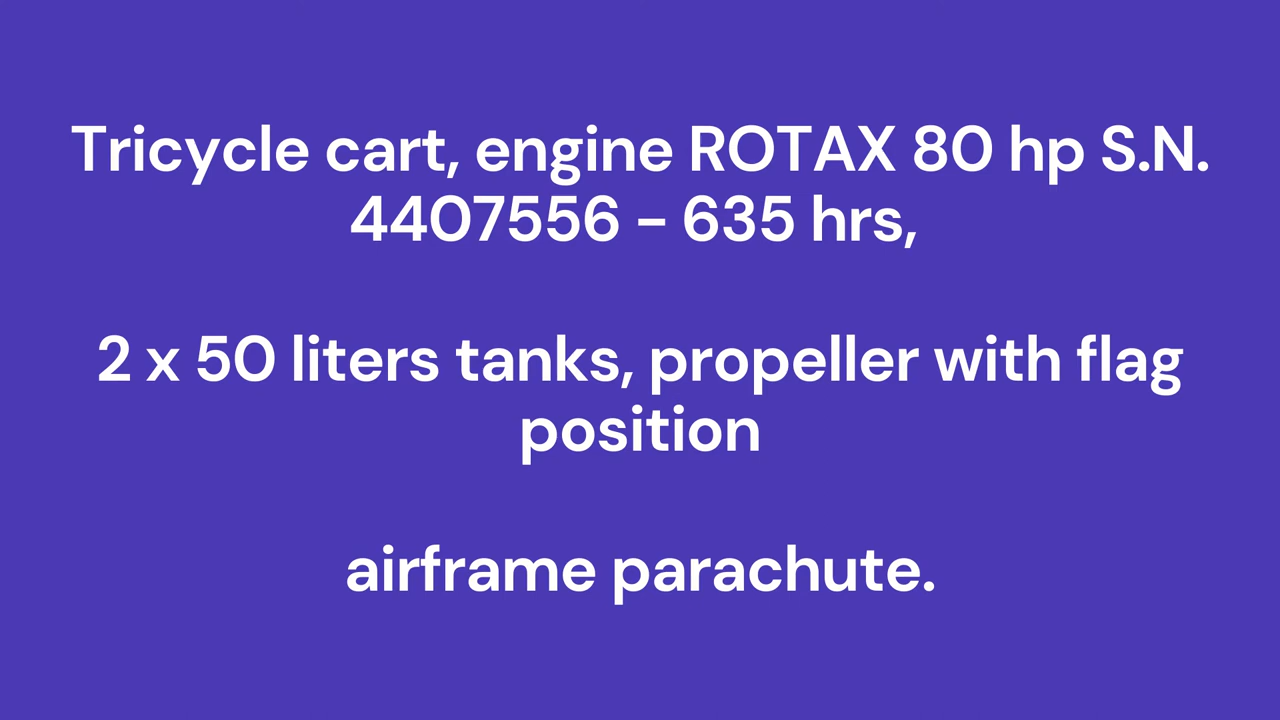 Tricycle cart, engine ROTAX 80 hp S.N.
4407556 – 635 hrs,
2 x 50 liters tanks, propeller with flag
position
airframe parachute.